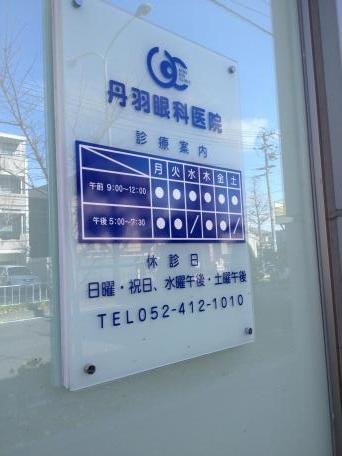 丹羽眼科医院
診療案内
月 火 水 木 金 土
午前 9:00~12:00 ● ● ● ● ● ●
午後 5:00~7:30 ● ● / ● ● /
休診日
日曜・祝日、水曜午後・土曜午後
TEL052-412-1010